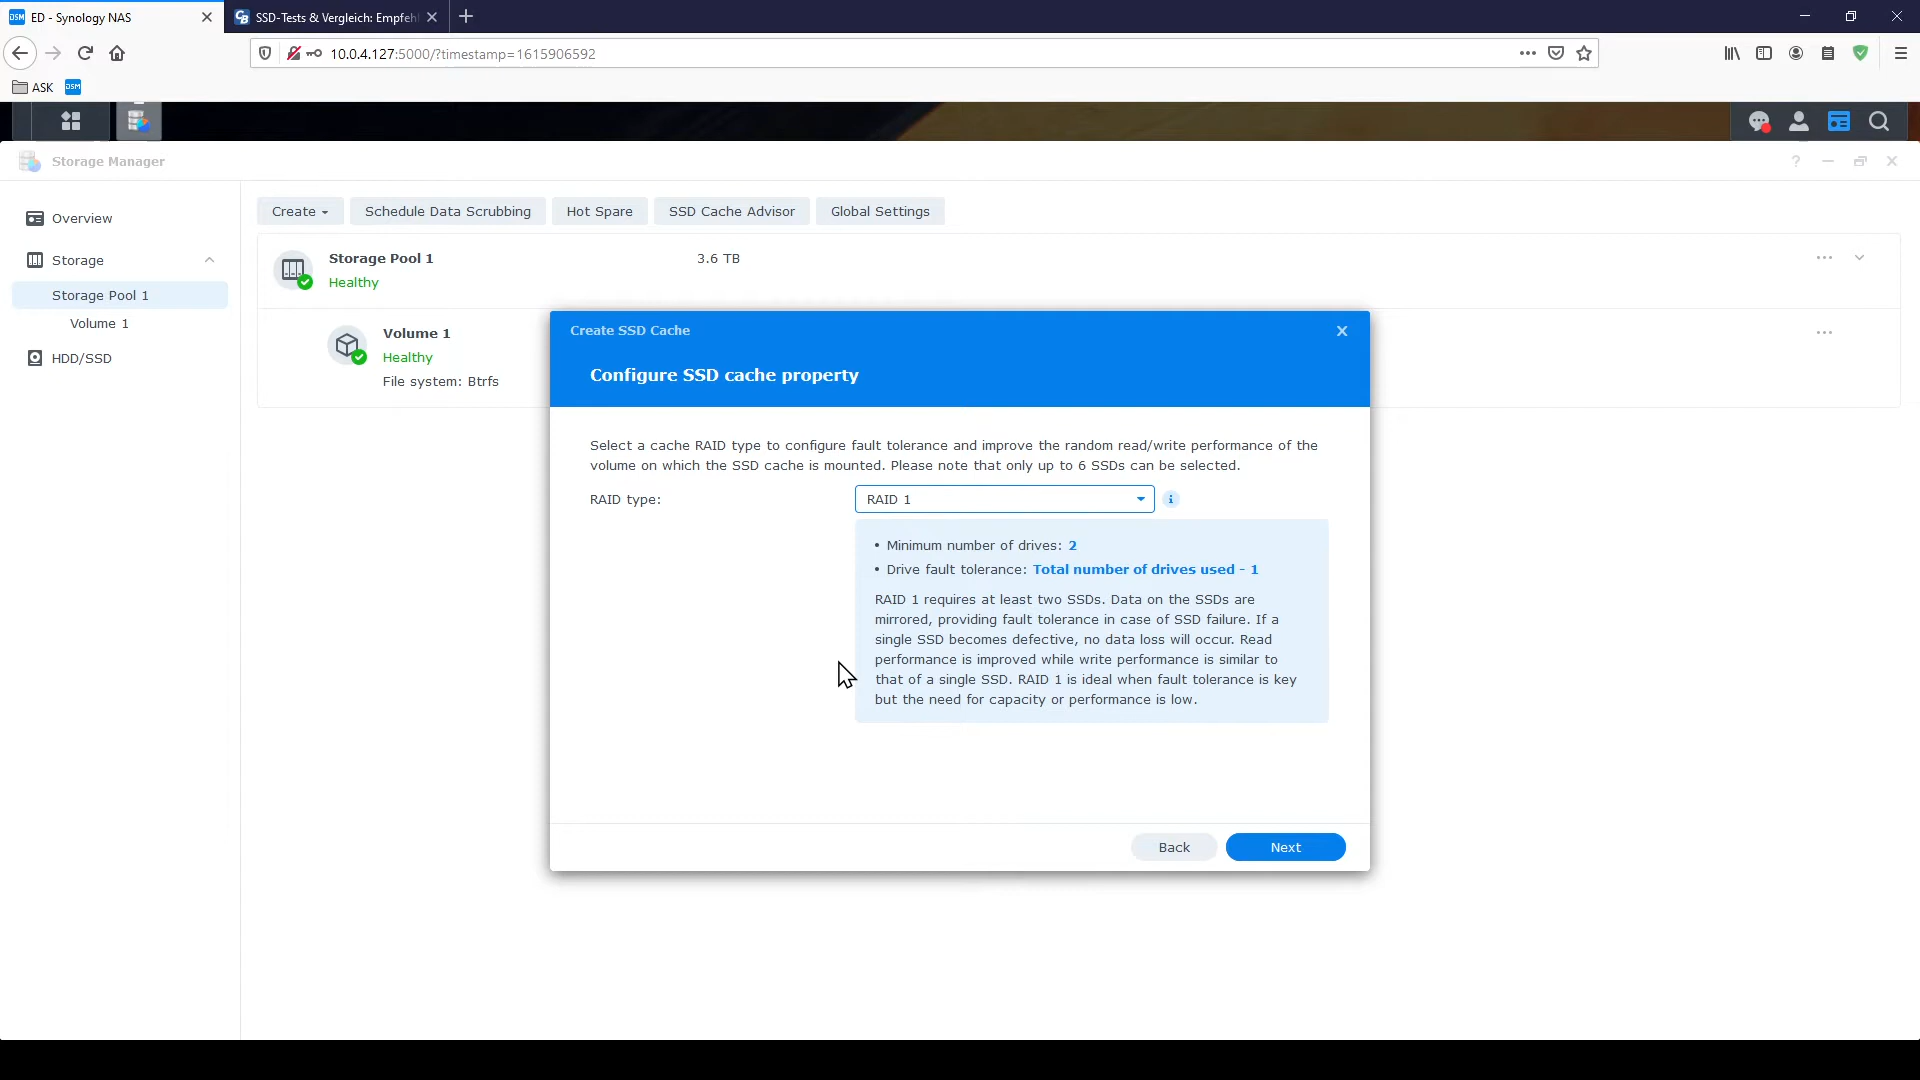 DSM ED - Synology NAS
CB SSD-Tests & Vergleich: Empfehl
10.0.4.127:5000/?timestamp=1615906592
ASK DSM
Storage Manager
Overview
Storage
Storage Pool 1
Volume 1
HDD/SSD
Create
Schedule Data Scrubbing
Hot Spare
SSD Cache Advisor
Global Settings
Storage Pool 1
3.6 TB
Healthy
Volume 1
Healthy
File system: Btrfs
Create SSD Cache
Configure SSD cache property
Select a cache RAID type to configure fault tolerance and improve the random read/write performance of the
volume on which the SSD cache is mounted. Please note that only up to 6 SSDs can be selected.
RAID type:
RAID 1
• Minimum number of drives: 2
• Drive fault tolerance: Total number of drives used - 1
RAID 1 requires at least two SSDs. Data on the SSDs are
mirrored, providing fault tolerance in case of SSD failure. If a
single SSD becomes defective, no data loss will occur. Read
performance is improved while write performance is similar to
that of a single SSD. RAID 1 is ideal when fault tolerance is key
but the need for capacity or performance is low.
Back
Next